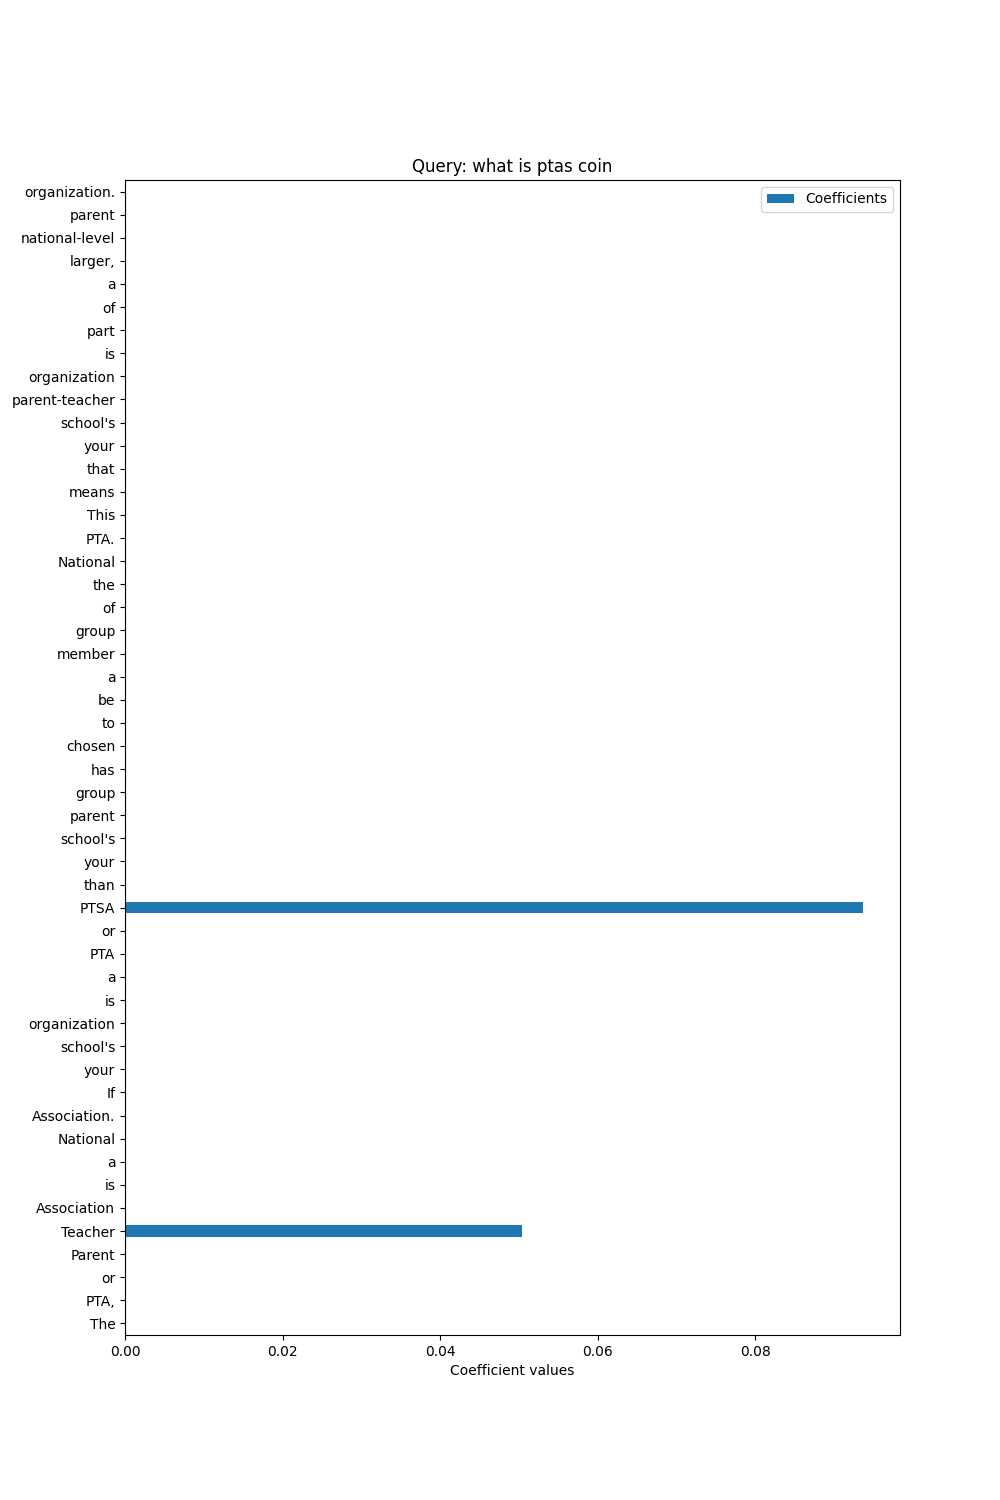 Query: what is ptas coin
Coefficients
organization.
parent
national-level
larger,
a
of
part
is
organization
parent-teacher
school's
your
that
means
This
PTA.
National
the
of
group
member
a
be
to
chosen
has
group
parent
school's
your
than
PTSA
or
PTA
a
is
organization
school's
your
If
Association.
National
a
is
Association
Teacher
Parent
or
PTA,
The
0.00 0.02 0.04 0.06 0.08
Coefficient values